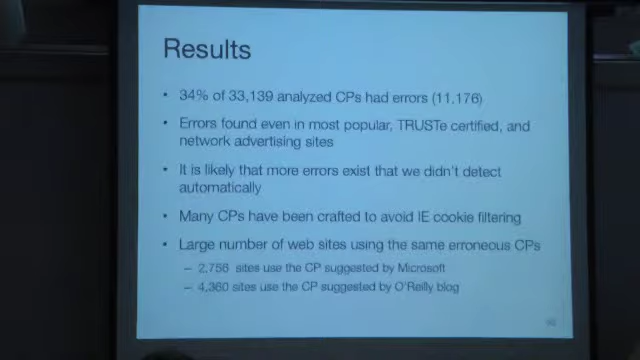 Results
• 34% of 33,139 analyzed CPs had errors (11,176)
• Errors found even in most popular, TRUSTe certified, and
network advertising sites
• It is likely that more errors exist that we didn't detect
automatically
• Many CPs have been crafted to avoid IE cookie filtering
• Large number of web sites using the same erroneous CPs
– 2,756 sites use the CP suggested by Microsoft
– 4,360 sites use the CP suggested by O'Reilly blog